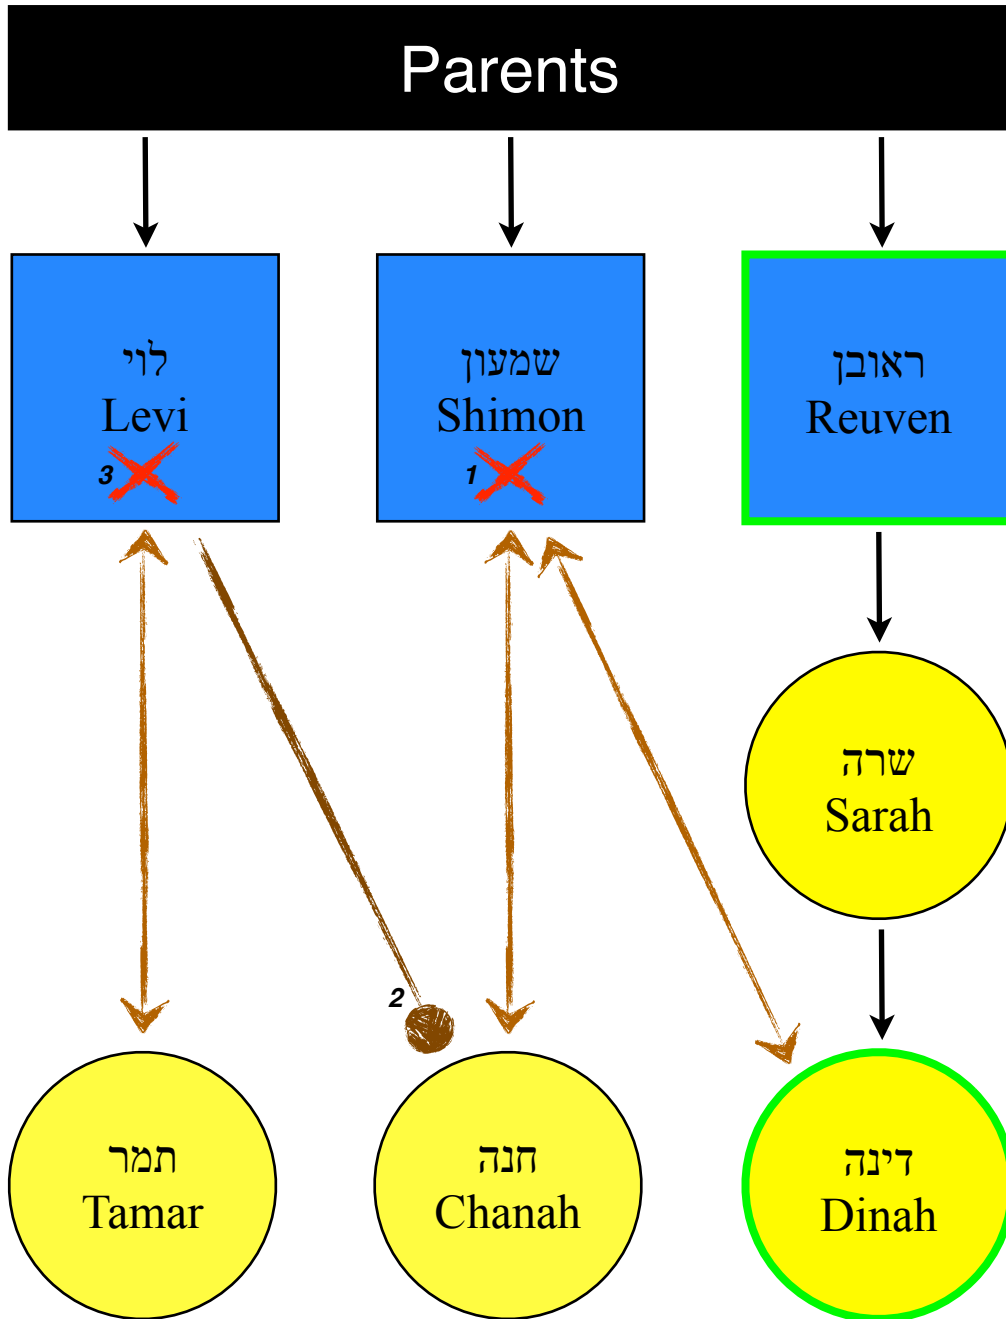 Parents
לוי
Levi
3
שמעון
Shimon
1
ראובן
Reuven
שרה
Sarah
2
תמר
Tamar
חנה
Chanah
דינה
Dinah